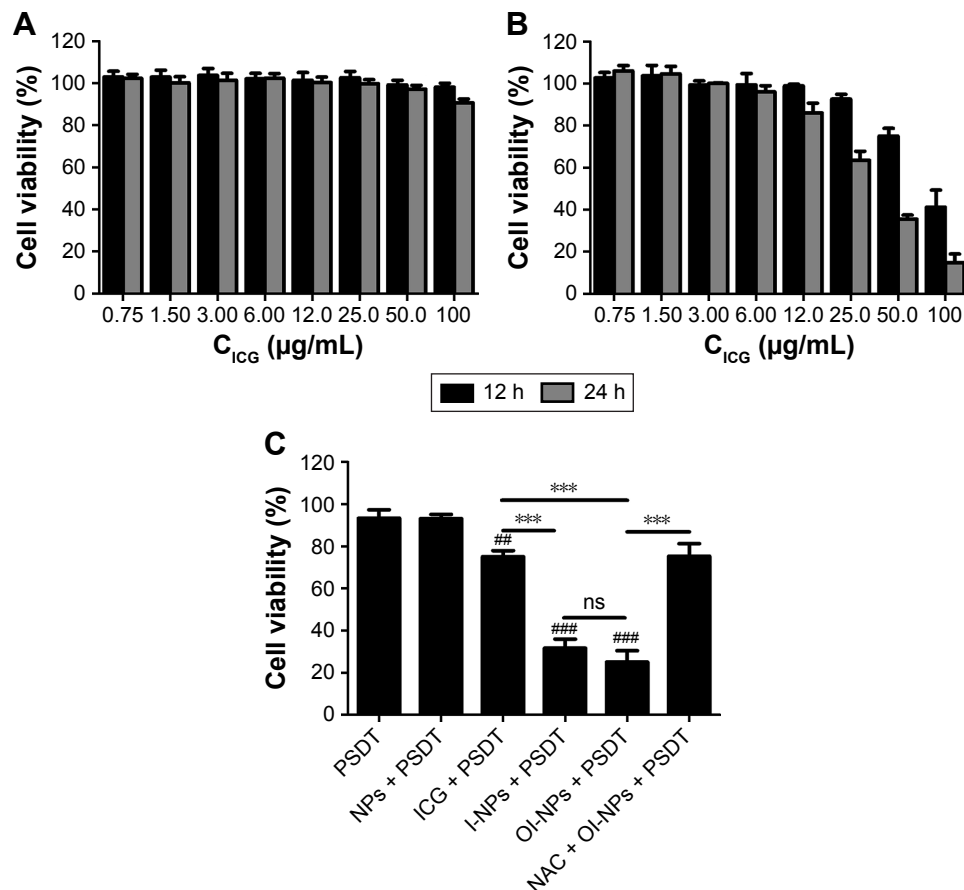 A
Cell viability (%)
120
100
80
60
40
20
0
0.75 1.50 3.00 6.00 12.0 25.0 50.0 100
C_ICG (µg/mL)
B
Cell viability (%)
120
100
80
60
40
20
0
0.75 1.50 3.00 6.00 12.0 25.0 50.0 100
C_ICG (µg/mL)
12 h 24 h
C
Cell viability (%)
120
100
80
60
40
20
0
***
*** ***
##
ns
### ###
PSDT
NPs + PSDT
ICG + PSDT
I-NPs + PSDT
OI-NPs + PSDT
NAC + OI-NPs + PSDT